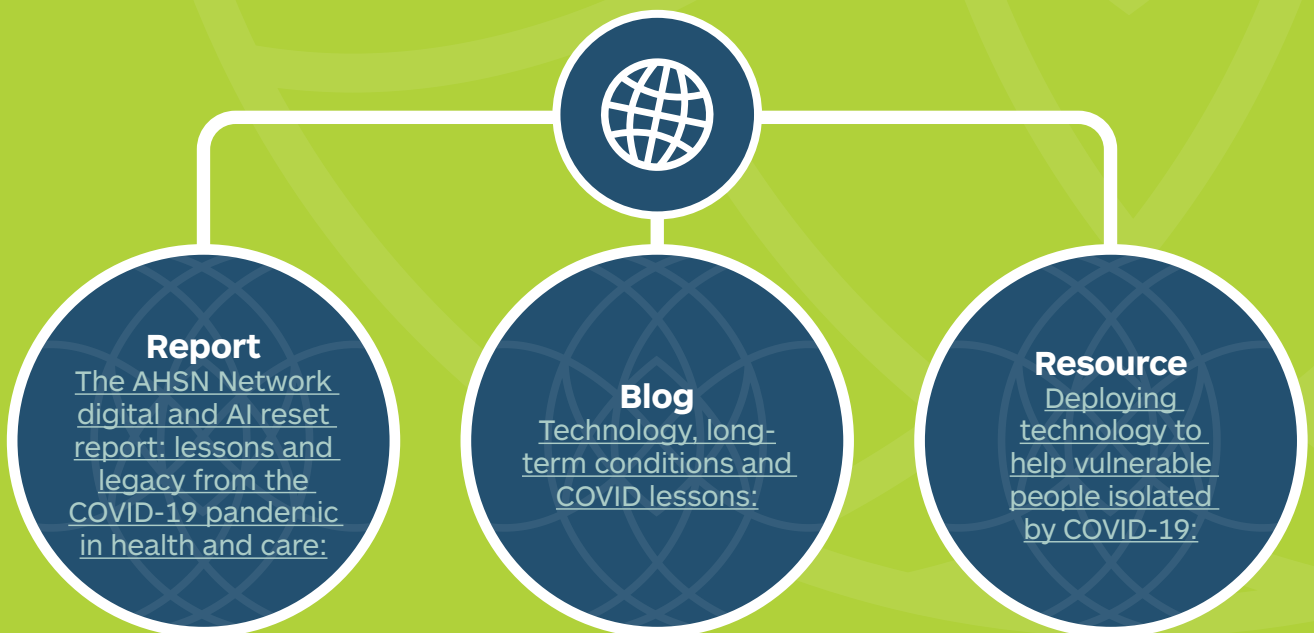 Report
The AHSN Network
digital and AI reset
report: lessons and
legacy from the
COVID-19 pandemic
in health and care:
Blog
Technology, long-
term conditions and
COVID lessons:
Resource
Deploying
technology to
help vulnerable
people isolated
by COVID-19: